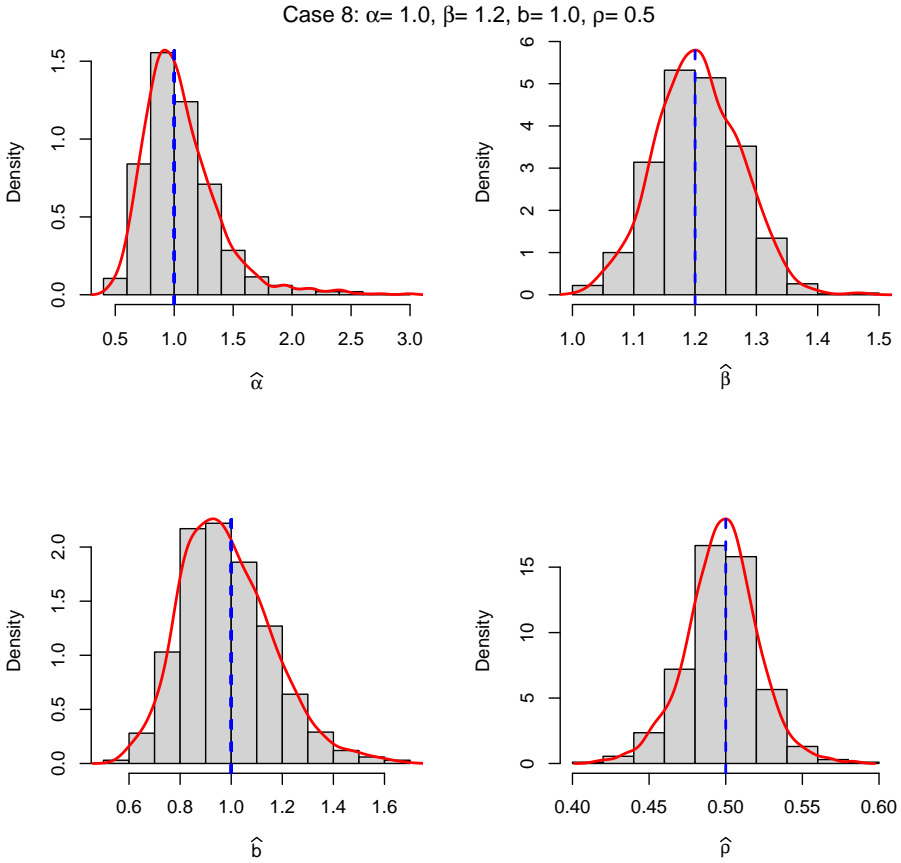 Case 8: α= 1.0, β= 1.2, b= 1.0, ρ= 0.5
Density
0.0 0.5 1.0 1.5
0.5 1.0 1.5 2.0 2.5 3.0
α̂
Density
0 1 2 3 4 5 6
1.0 1.1 1.2 1.3 1.4 1.5
β̂
Density
0.0 0.5 1.0 1.5 2.0
0.6 0.8 1.0 1.2 1.4 1.6
b̂
Density
0 5 10 15
0.40 0.45 0.50 0.55 0.60
ρ̂